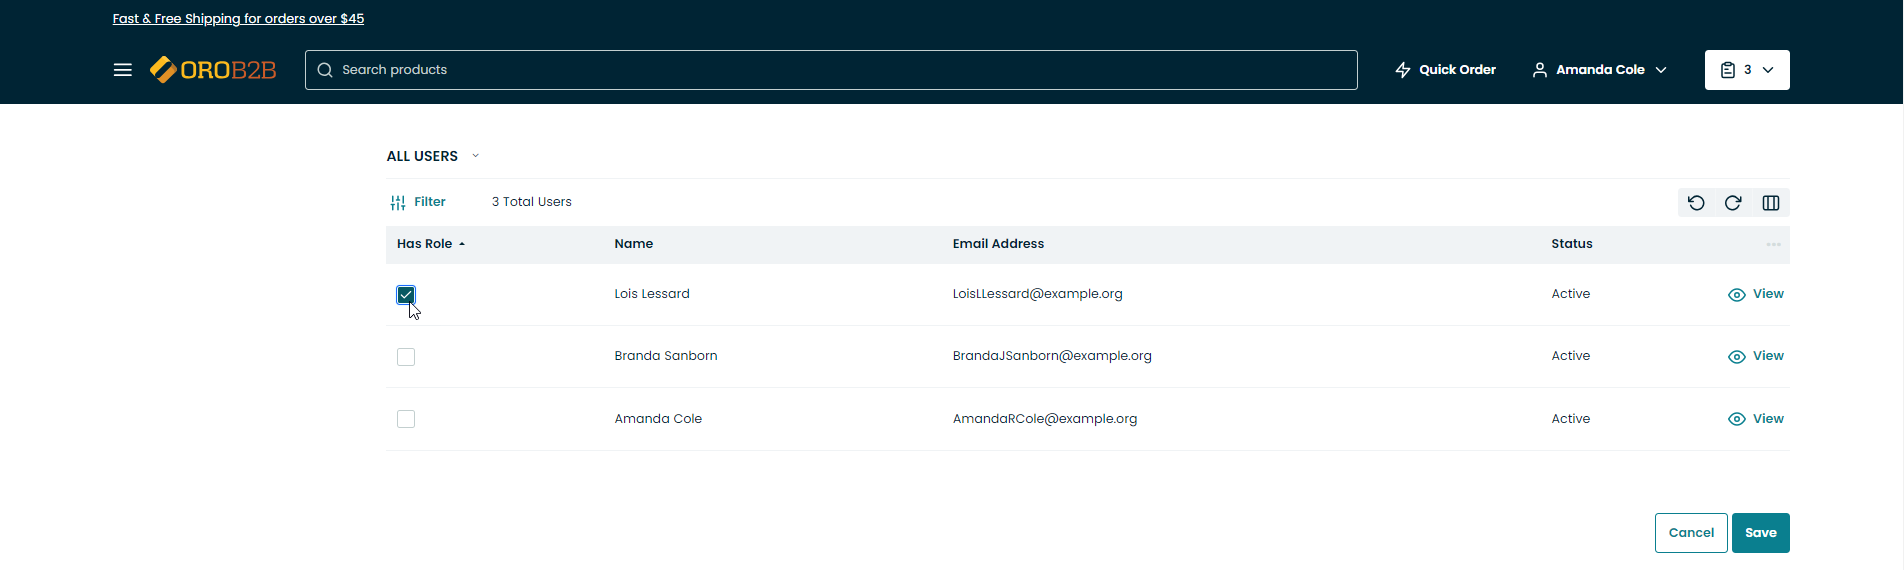 Fast & Free Shipping for orders over $45
OROB2B
Search products
Quick Order
Amanda Cole
3
ALL USERS
Filter
3 Total Users
Has Role Name Email Address Status
Lois Lessard LoisLLessard@example.org Active View
Branda Sanborn BrandaJSanborn@example.org Active View
Amanda Cole AmandaRCole@example.org Active View
Cancel Save